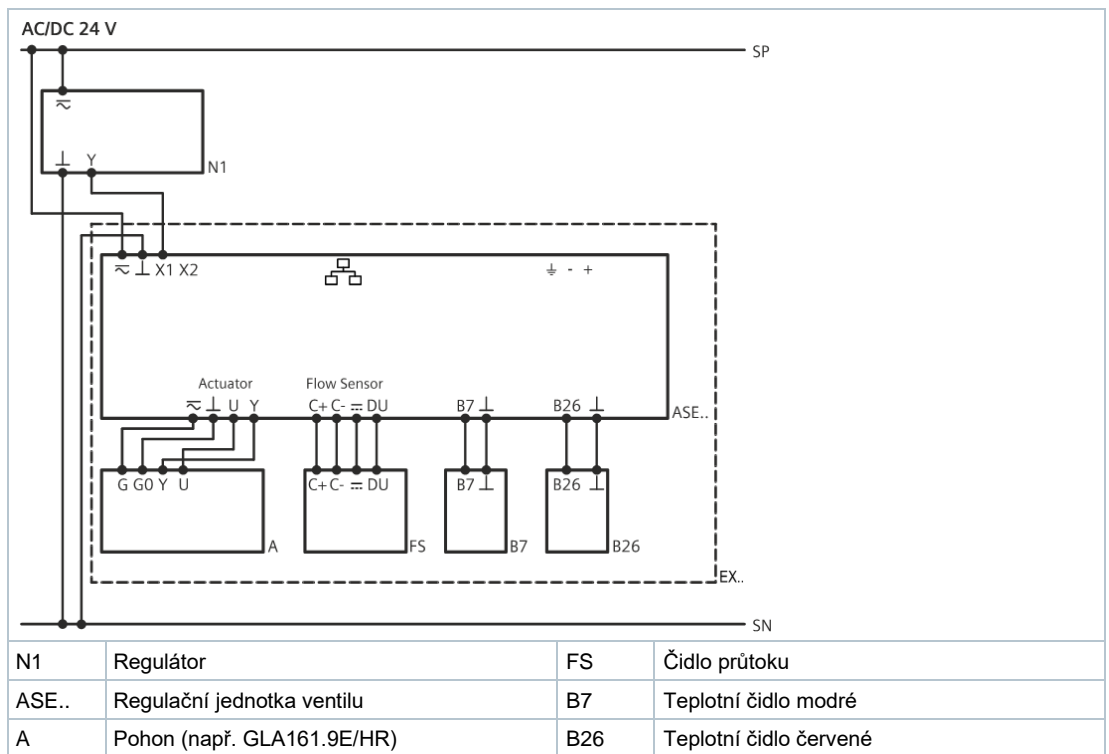 AC/DC 24 V
SP
≂
⊥ Y
N1
≂ ⊥ X1 X2
⏚ - +
Actuator Flow Sensor
≂ ⊥ U Y C+ C- ⎓ DU B7 ⊥ B26 ⊥
ASE..
G G0 Y U C+ C- ⎓ DU B7 ⊥ B26 ⊥
A FS B7 B26
EX..
SN
N1 Regulátor FS Čidlo průtoku
ASE.. Regulační jednotka ventilu B7 Teplotní čidlo modré
A Pohon (např. GLA161.9E/HR) B26 Teplotní čidlo červené